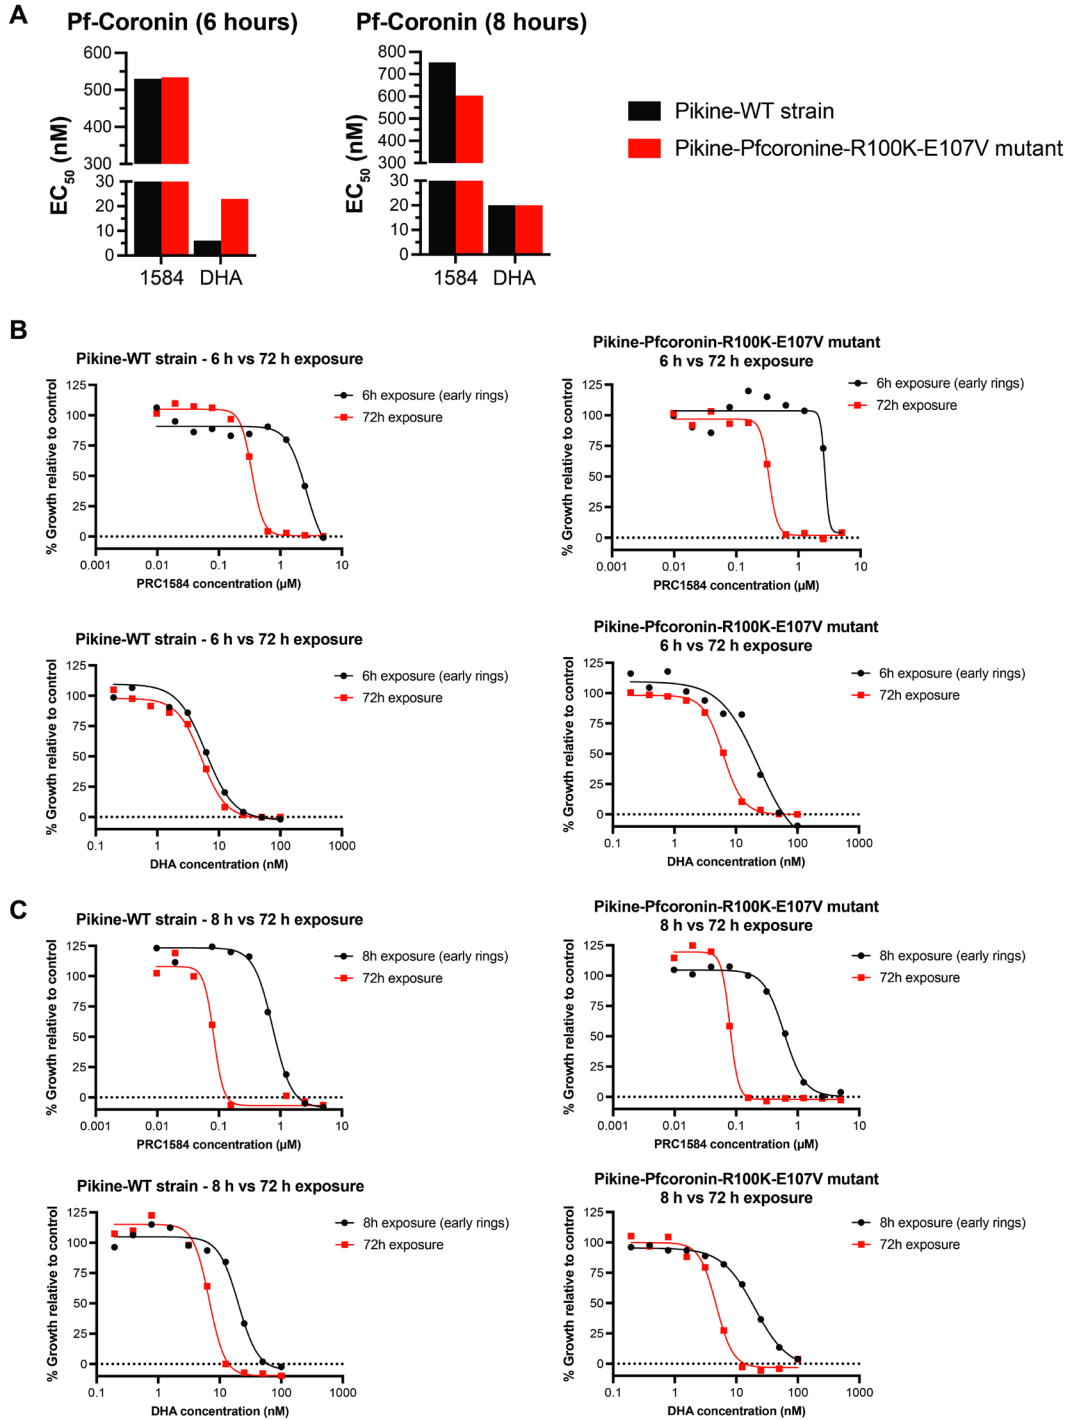 A
Pf-Coronin (6 hours)
Pf-Coronin (8 hours)
EC50 (nM)
600
500
400
300
30
20
10
0
1584 DHA
EC50 (nM)
800
700
600
500
400
300
30
20
10
0
1584 DHA
Pikine-WT strain
Pikine-Pfcoronine-R100K-E107V mutant
B
Pikine-WT strain - 6 h vs 72 h exposure
% Growth relative to control
125
100
75
50
25
0
0.001 0.01 0.1 1 10
PRC1584 concentration (µM)
6h exposure (early rings)
72h exposure
Pikine-Pfcoronin-R100K-E107V mutant
6 h vs 72 h exposure
% Growth relative to control
125
100
75
50
25
0
0.001 0.01 0.1 1 10
PRC1584 concentration (µM)
6h exposure (early rings)
72h exposure
Pikine-WT strain - 6 h vs 72 h exposure
% Growth relative to control
125
100
75
50
25
0
0.1 1 10 100 1000
DHA concentration (nM)
6h exposure (early rings)
72h exposure
Pikine-Pfcoronin-R100K-E107V mutant
6 h vs 72 h exposure
% Growth relative to control
125
100
75
50
25
0
0.1 1 10 100 1000
DHA concentration (nM)
6h exposure (early rings)
72h exposure
C
Pikine-WT strain - 8 h vs 72 h exposure
% Growth relative to control
125
100
75
50
25
0
0.001 0.01 0.1 1 10
PRC1584 concentration (µM)
8h exposure (early rings)
72h exposure
Pikine-Pfcoronin-R100K-E107V mutant
8 h vs 72 h exposure
% Growth relative to control
125
100
75
50
25
0
0.001 0.01 0.1 1 10
PRC1584 concentration (µM)
8h exposure (early rings)
72h exposure
Pikine-WT strain - 8 h vs 72 h exposure
% Growth relative to control
125
100
75
50
25
0
0.1 1 10 100 1000
DHA concentration (nM)
8h exposure (early rings)
72h exposure
Pikine-Pfcoronin-R100K-E107V mutant
8 h vs 72 h exposure
% Growth relative to control
125
100
75
50
25
0
0.1 1 10 100 1000
DHA concentration (nM)
8h exposure (early rings)
72h exposure